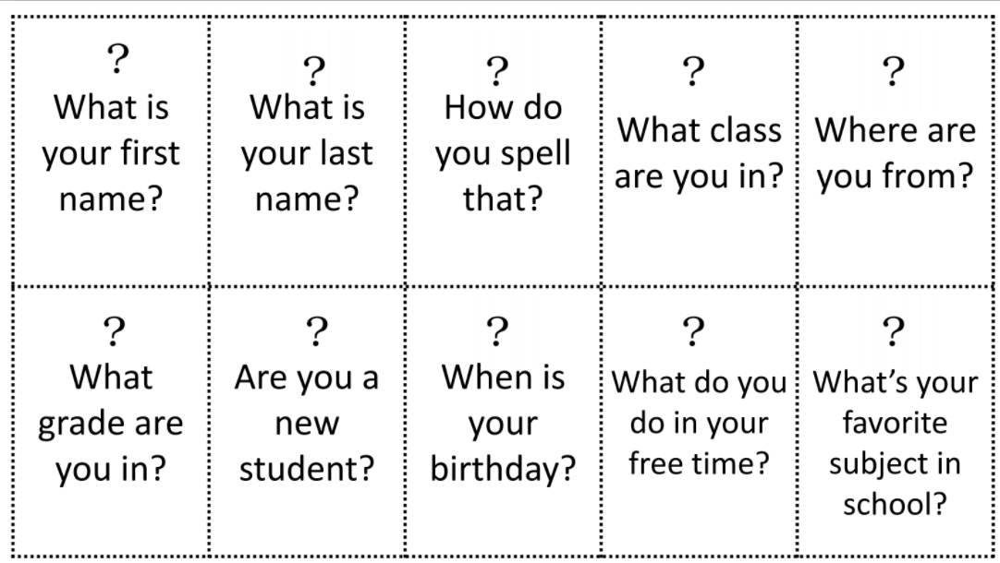 ?
What is
your first
name?
?
What is
your last
name?
?
How do
you spell
that?
?
What class
are you in?
?
Where are
you from?
?
What
grade are
you in?
?
Are you a
new
student?
?
When is
your
birthday?
?
What do you
do in your
free time?
?
What’s your
favorite
subject in
school?